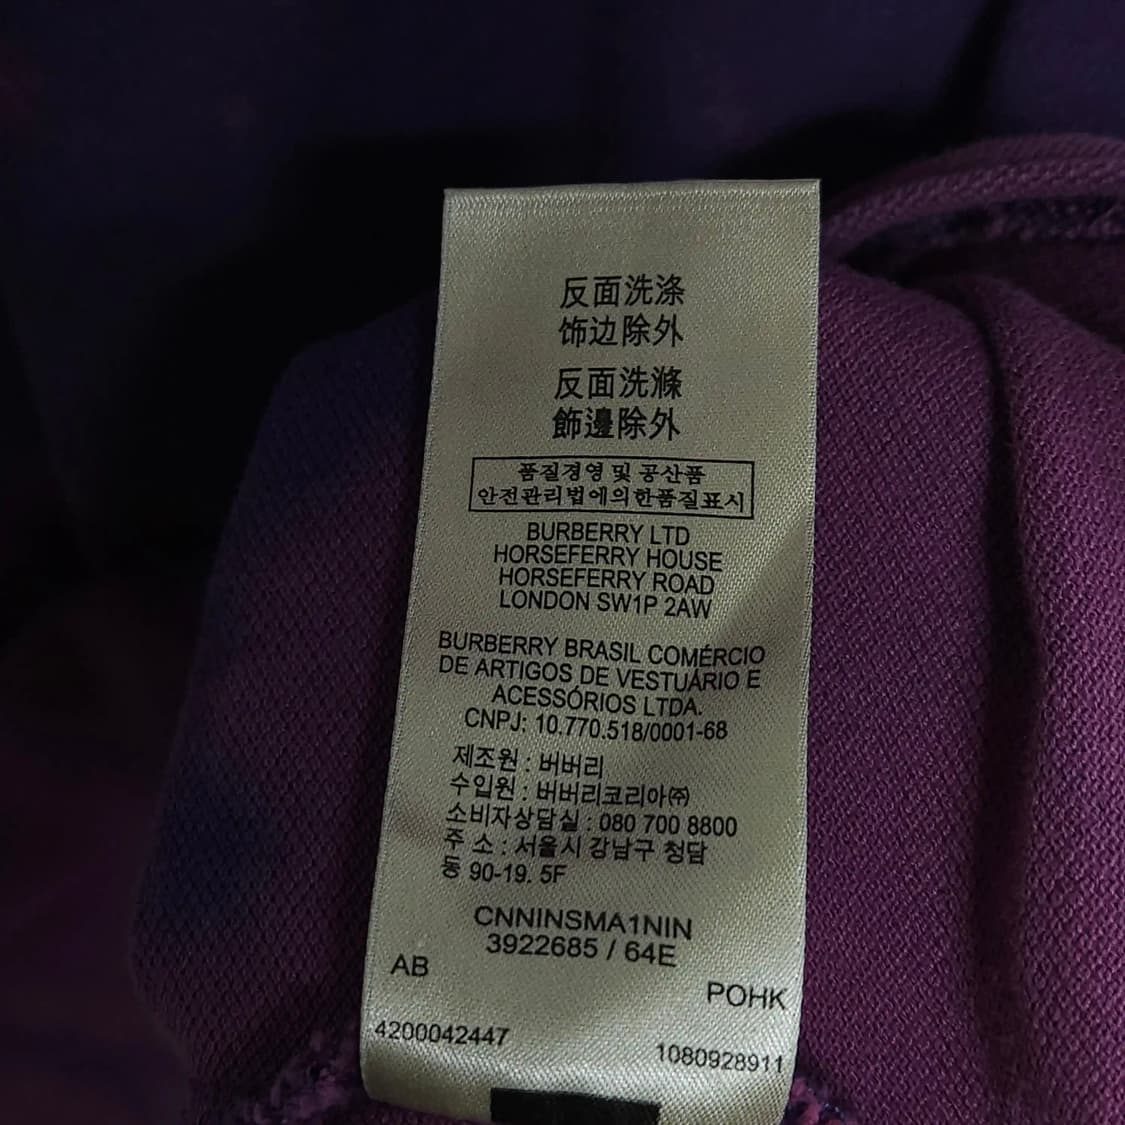 反面洗涤
饰边除外
反面洗滌
飾邊除外
품질경영 및 공산품
안전관리법에의한품질표시
BURBERRY LTD
HORSEFERRY HOUSE
HORSEFERRY ROAD
LONDON SW1P 2AW
BURBERRY BRASIL COMÉRCIO
DE ARTIGOS DE VESTUÁRIO E
ACESSÓRIOS LTDA.
CNPJ: 10.770.518/0001-68
제조원 : 버버리
수입원 : 버버리코리아㈜
소비자상담실 : 080 700 8800
주 소 : 서울시 강남구 청담
동 90-19. 5F
CNNINSMA1NIN
3922685 / 64E
AB
POHK
4200042447
1080928911